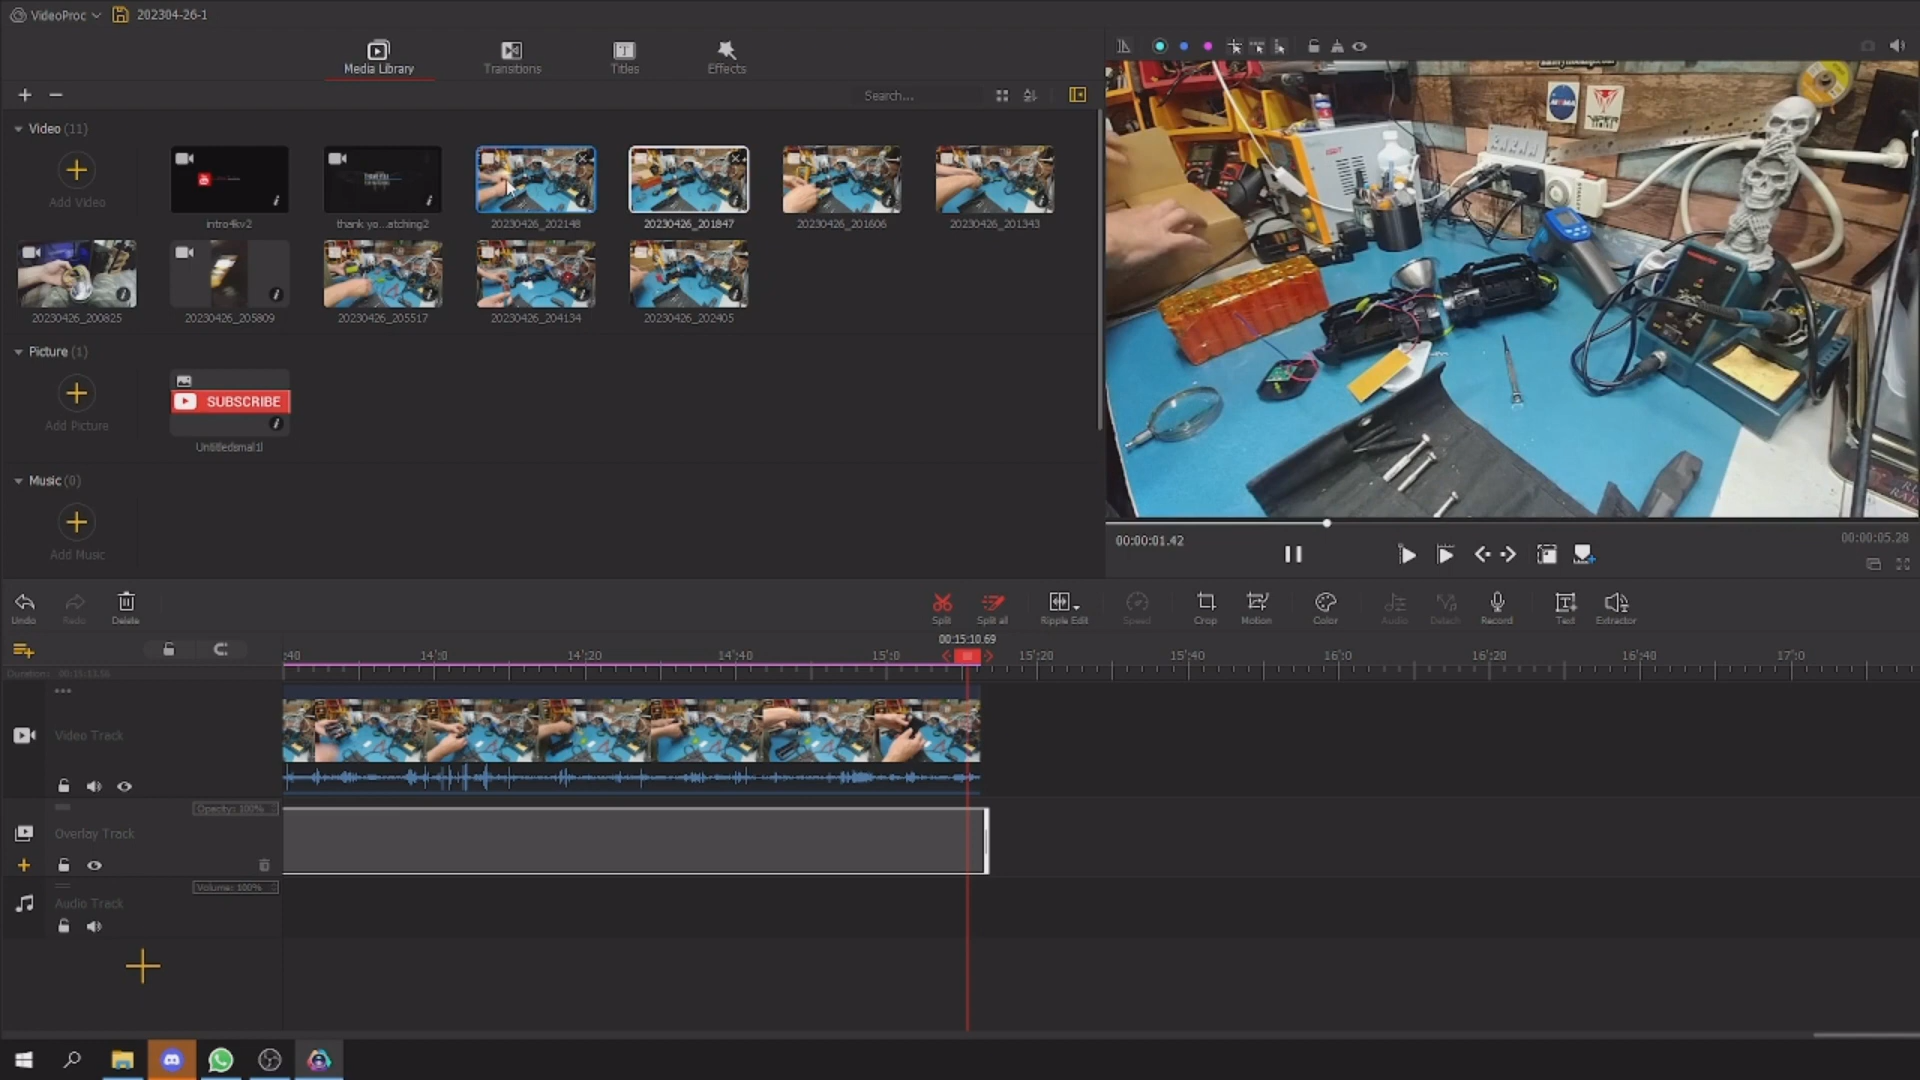 VideoProc
202304-26-1
Media Library
Transitions
Titles
Effects
Search...
Video (11)
Add Video
intro4kv2
thank yo...atching2
20230426_202148
20230426_201847
20230426_201606
20230426_201343
20230426_200825
20230426_205809
20230426_205517
20230426_204134
20230426_202405
Picture (1)
Add Picture
SUBSCRIBE
Untitledsmal1l
Music (0)
Add Music
VIPER
00:00:01.42
00:00:05.28
Undo
Redo
Delete
Split
Split all
Ripple Edit
Speed
Crop
Motion
Color
Audio
Detach
Record
Text
Extractor
00:15:10.69
:40
14':0
14':20
14':40
15':0
15':20
15':40
16':0
16':20
16':40
17':0
Duration: 00:15:13.56
Video Track
Opacity: 100%
Overlay Track
Volume: 100%
Audio Track